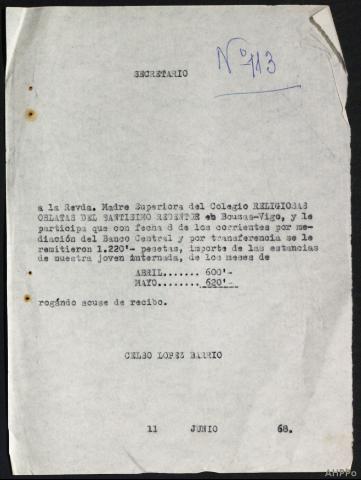 Nº 113
SECRETARIO
a la Revda. Madre Superiora del Colegio RELIGIOSAS
OBLATAS DEL SANTISIMO REDENTOR en Bouzas-Vigo, y le
participa que con fecha 8 de los corrientes por me-
diación del Banco Central y por transferencia se le
remitieron 1.220'- pesetas, importe de las estancias
de nuestra joven internada, de los meses de
ABRIL....... 600'-
MAYO........ 620'-
rogándo acuse de recibo.
CELSO LOPEZ BARRIO
11 JUNIO 68.
AHPPo